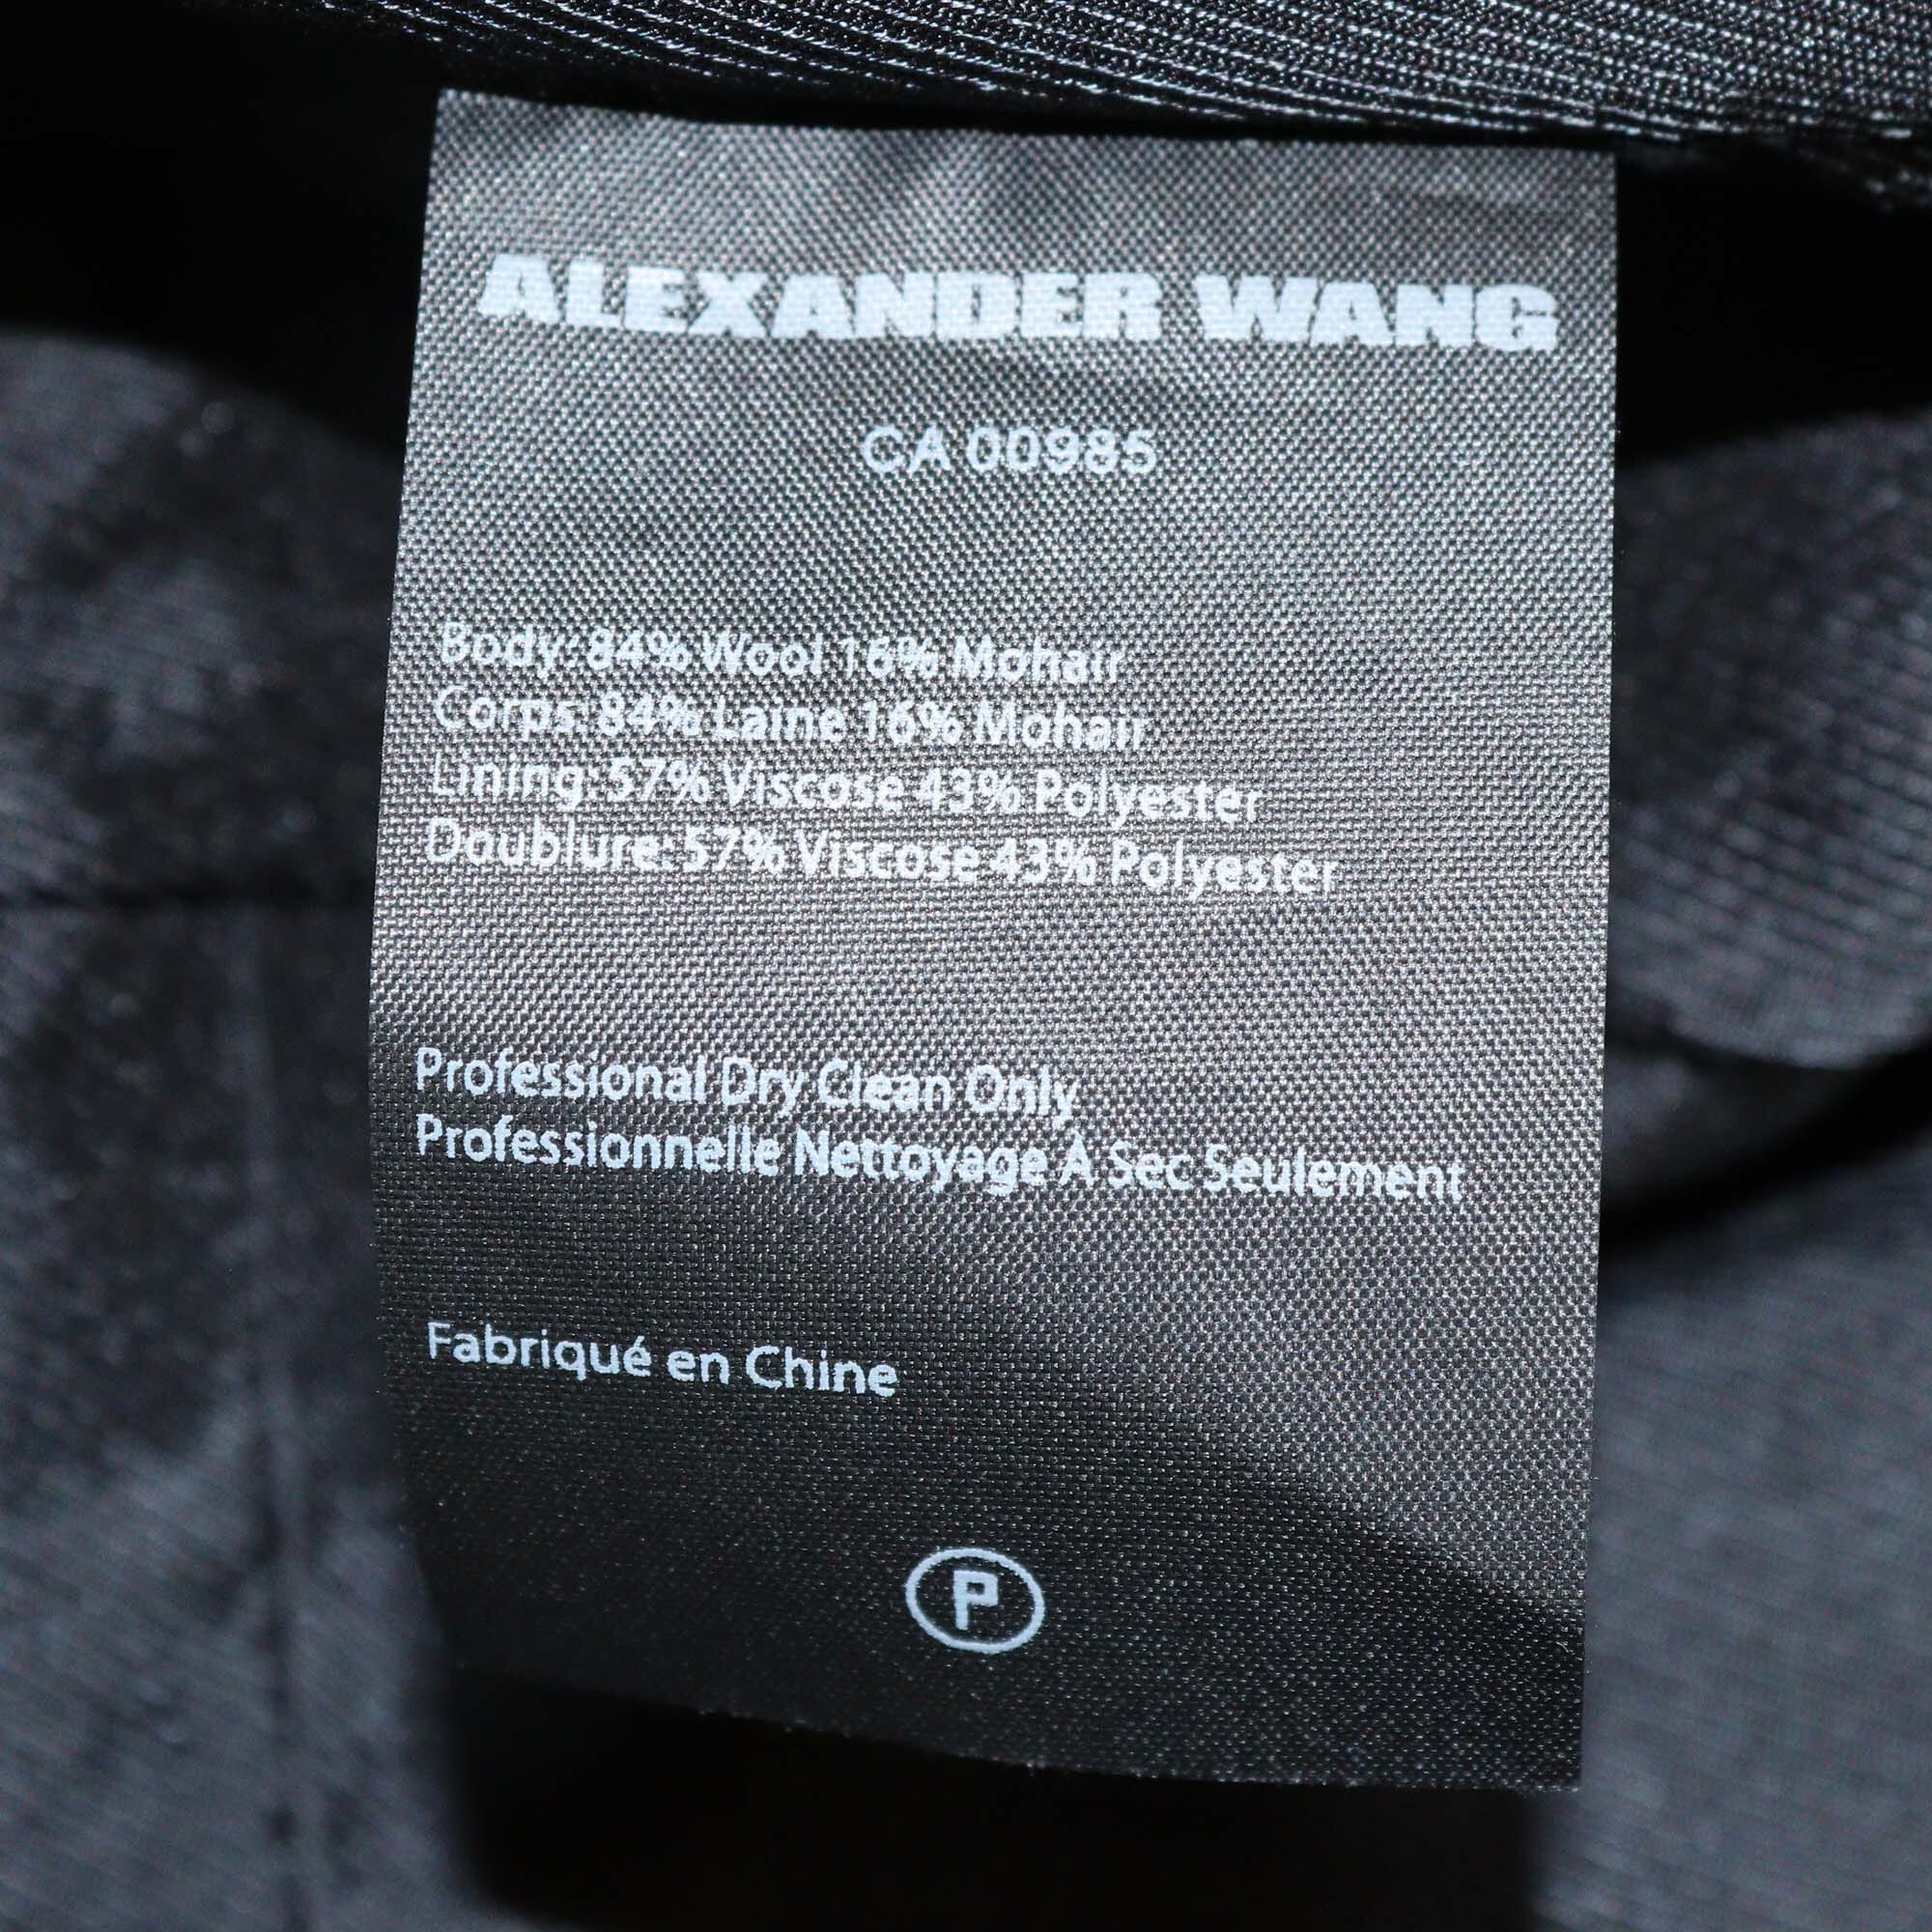 ALEXANDER WANG
CA 00985
Body: 84% Wool 16% Mohair
Corps: 84% Laine 16% Mohair
Lining: 57% Viscose 43% Polyester
Doublure: 57% Viscose 43% Polyester
Professional Dry Clean Only
Professionnelle Nettoyage À Sec Seulement
Fabriqué en Chine
P